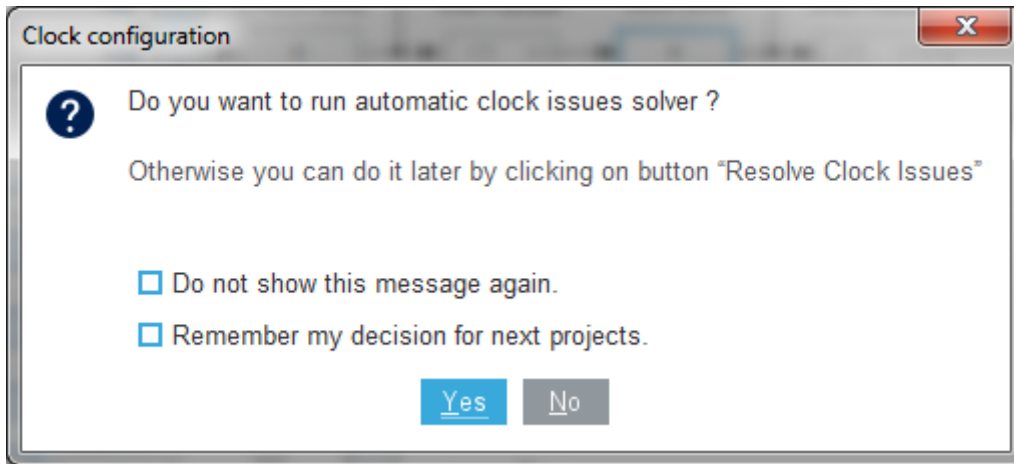 Clock configuration
Do you want to run automatic clock issues solver ?
Otherwise you can do it later by clicking on button “Resolve Clock Issues”
Do not show this message again.
Remember my decision for next projects.
Yes No